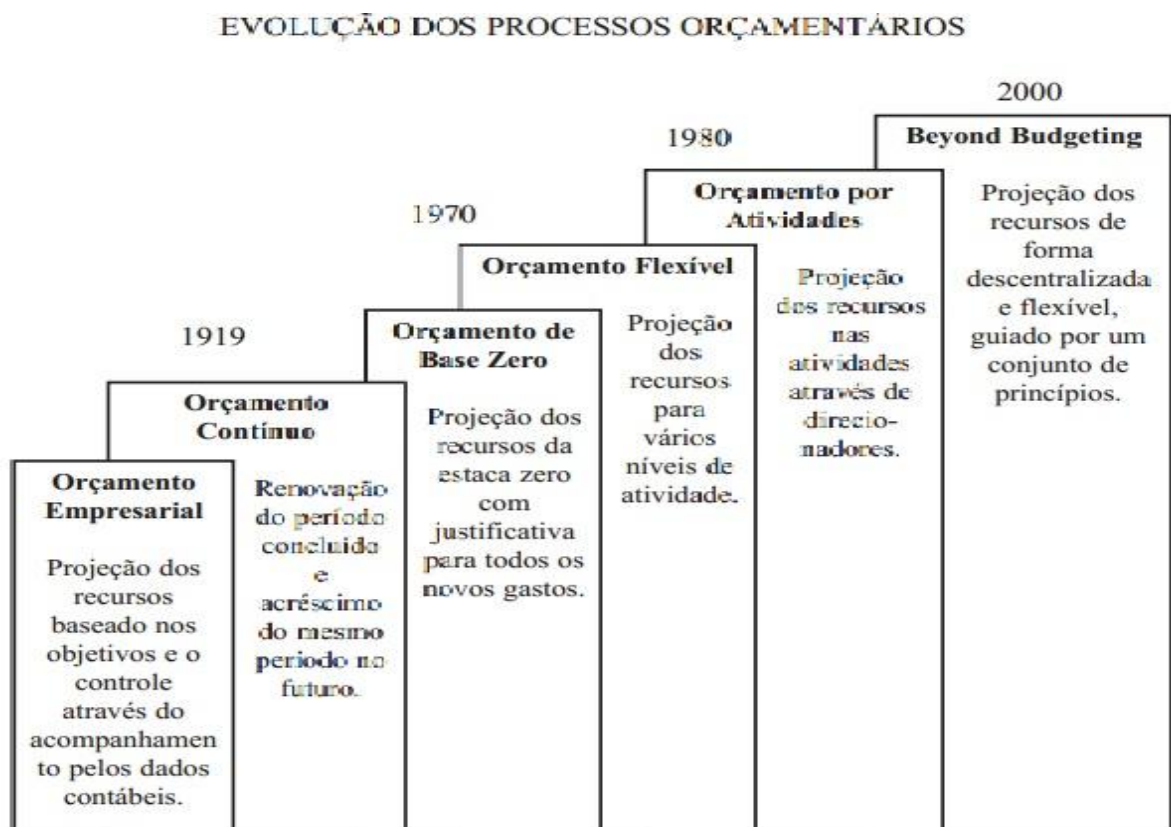 EVOLUÇÃO DOS PROCESSOS ORÇAMENTÁRIOS
1919
Orçamento
Empresarial
Projeção dos
recursos
baseado nos
objetivos e o
controle
através do
acompanhamen
to pelos dados
contábeis.
Orçamento
Contínuo
Renovação
do período
concluído
e
acréscimo
do mesmo
período no
futuro.
1970
Orçamento de
Base Zero
Projeção dos
recursos da
estaca zero
com
justificativa
para todos os
novos gastos.
Orçamento Flexível
Projeção
dos
recursos
para
vários
níveis de
atividade.
1980
Orçamento por
Atividades
Projeção
dos recursos
nas
atividades
através de
direcio-
nadores.
2000
Beyond Budgeting
Projeção dos
recursos de
forma
descentralizada
e flexível,
guiado por um
conjunto de
princípios.